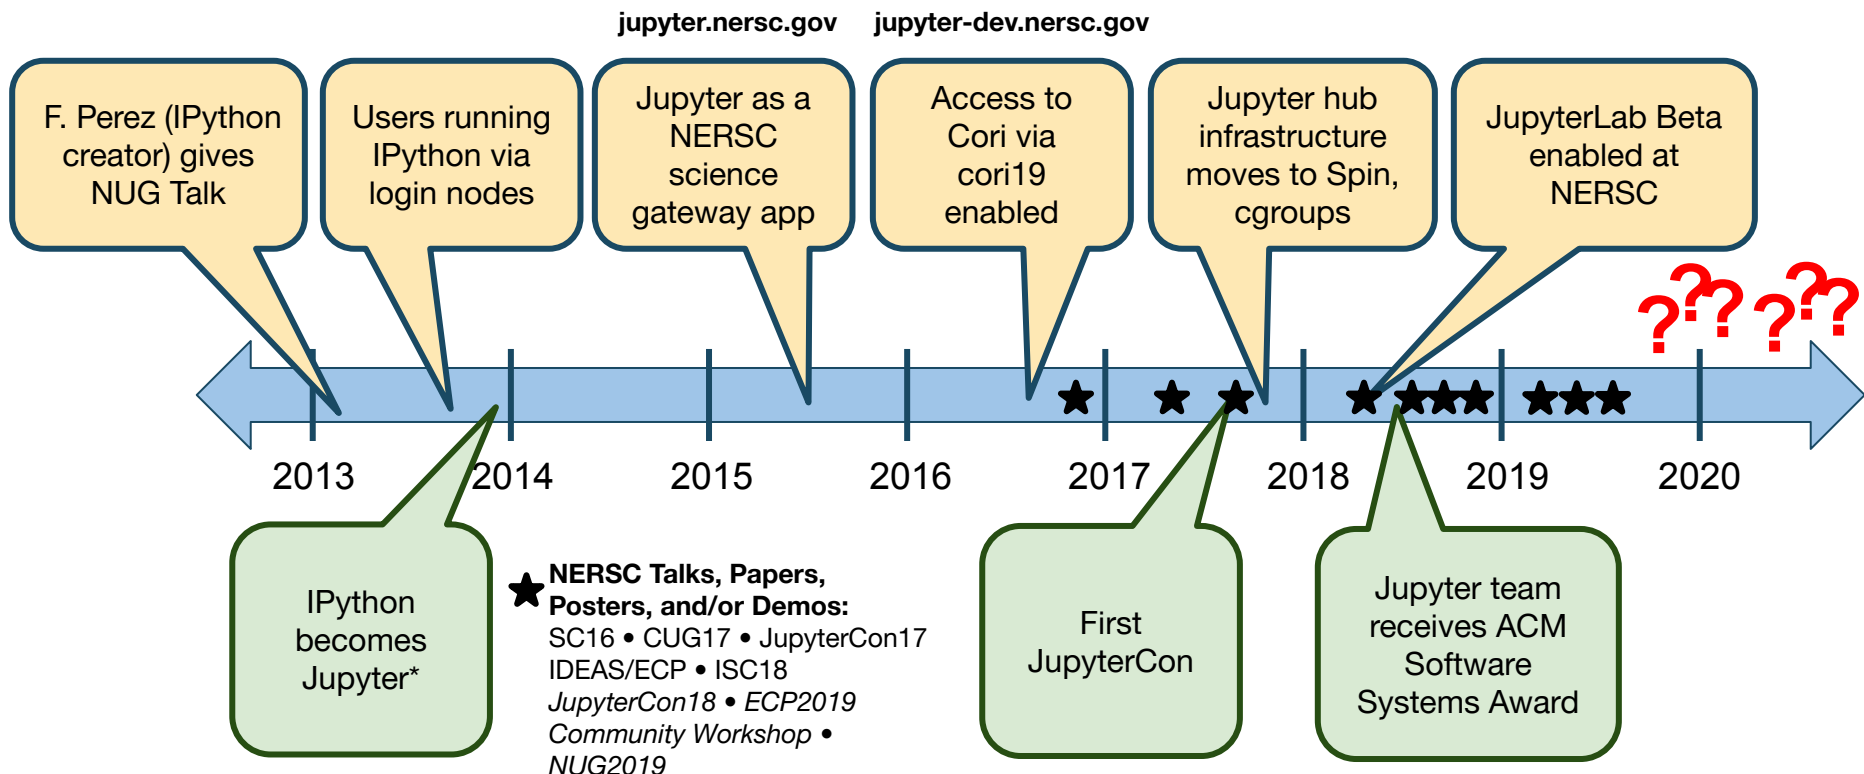 jupyter.nersc.gov
jupyter-dev.nersc.gov
F. Perez (IPython
creator) gives
NUG Talk
Users running
IPython via
login nodes
Jupyter as a
NERSC
science
gateway app
Access to
Cori via
cori19
enabled
Jupyter hub
infrastructure
moves to Spin,
cgroups
JupyterLab Beta
enabled at
NERSC
? ? ? ? ? ?
2013
2014
2015
2016
2017
2018
2019
2020
IPython
becomes
Jupyter*
★ NERSC Talks, Papers,
Posters, and/or Demos:
SC16 • CUG17 • JupyterCon17
IDEAS/ECP • ISC18
JupyterCon18 • ECP2019
Community Workshop •
NUG2019
First
JupyterCon
Jupyter team
receives ACM
Software
Systems Award